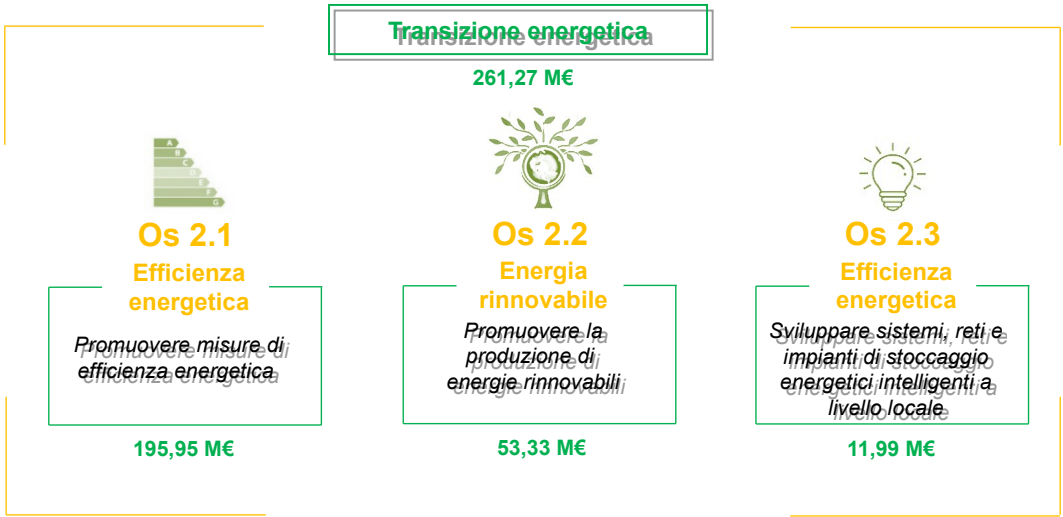 Transizione energetica
261,27 M€
A
B
C
D
E
F
G
Os 2.1
Efficienza
energetica
Promuovere misure di
efficienza energetica
195,95 M€
Os 2.2
Energia
rinnovabile
Promuovere la
produzione di
energie rinnovabili
53,33 M€
Os 2.3
Efficienza
energetica
Sviluppare sistemi, reti e
impianti di stoccaggio
energetici intelligenti a
livello locale
11,99 M€